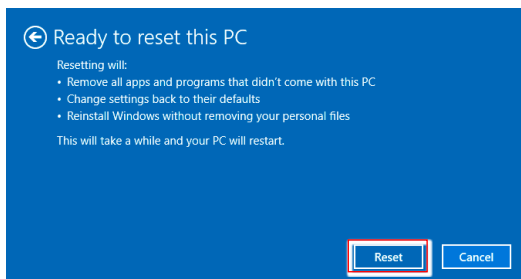 Ready to reset this PC
Resetting will:
• Remove all apps and programs that didn't come with this PC
• Change settings back to their defaults
• Reinstall Windows without removing your personal files
This will take a while and your PC will restart.
Reset
Cancel